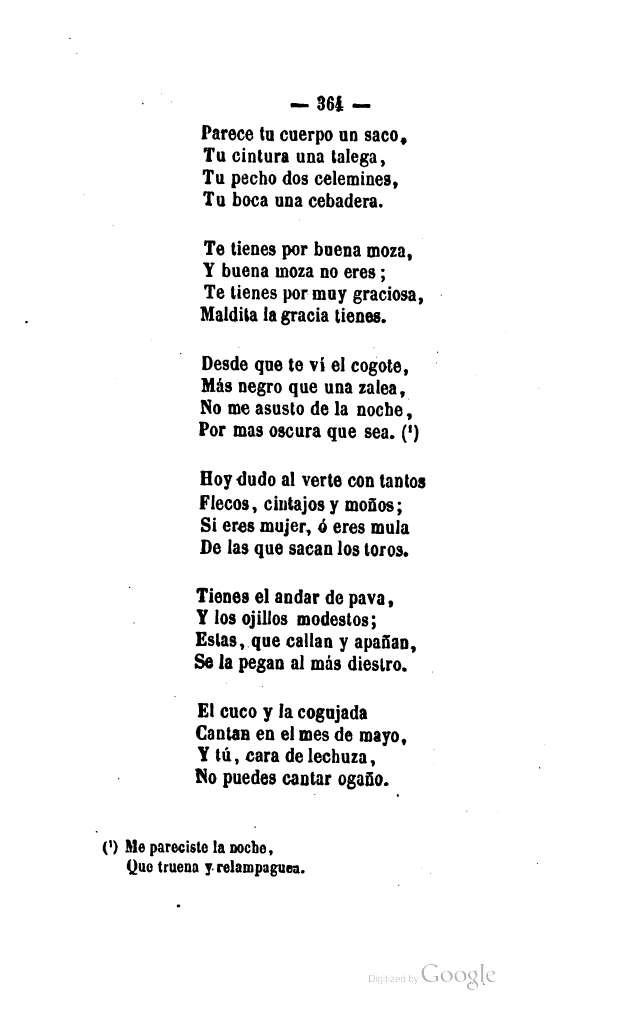 — 364 —
Parece tu cuerpo un saco,
Tu cintura una talega,
Tu pecho dos celemines,
Tu boca una cebadera.
Te tienes por buena moza,
Y buena moza no eres;
Te tienes por muy graciosa,
Maldita la gracia tienes.
Desde que te ví el cogote,
Más negro que una zalea,
No me asusto de la noche,
Por mas oscura que sea. (¹)
Hoy dudo al verte con tantos
Flecos, cintajos y moños;
Si eres mujer, ó eres mula
De las que sacan los toros.
Tienes el andar de pava,
Y los ojillos modestos;
Estas, que callan y apañan,
Se la pegan al más diestro.
El cuco y la cogujada
Cantan en el mes de mayo,
Y tú, cara de lechuza,
No puedes cantar ogaño.
(¹) Me pareciste la noche,
Que truena y relampaguea.
Digitized by Google